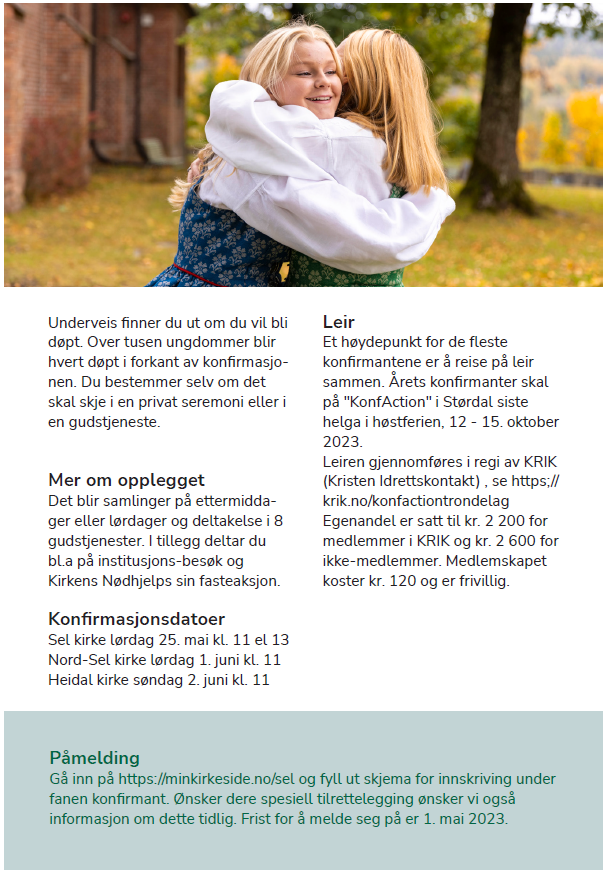 Underveis finner du ut om du vil bli
døpt. Over tusen ungdommer blir
hvert døpt i forkant av konfirmasjo-
nen. Du bestemmer selv om det
skal skje i en privat seremoni eller i
en gudstjeneste.
Mer om opplegget
Det blir samlinger på ettermidda-
ger eller lørdager og deltakelse i 8
gudstjenester. I tillegg deltar du
bl.a på institusjons-besøk og
Kirkens Nødhjelps sin fasteaksjon.
Konfirmasjonsdatoer
Sel kirke lørdag 25. mai kl. 11 el 13
Nord-Sel kirke lørdag 1. juni kl. 11
Heidal kirke søndag 2. juni kl. 11
Leir
Et høydepunkt for de fleste
konfirmantene er å reise på leir
sammen. Årets konfirmanter skal
på "KonfAction" i Størdal siste
helga i høstferien, 12 - 15. oktober
2023.
Leiren gjennomføres i regi av KRIK
(Kristen Idrettskontakt) , se https;//
krik.no/konfactiontrondelag
Egenandel er satt til kr. 2 200 for
medlemmer i KRIK og kr. 2 600 for
ikke-medlemmer. Medlemskapet
koster kr. 120 og er frivillig.
Påmelding
Gå inn på https://minkirkeside.no/sel og fyll ut skjema for innskriving under
fanen konfirmant. Ønsker dere spesiell tilrettelegging ønsker vi også
informasjon om dette tidlig. Frist for å melde seg på er 1. mai 2023.